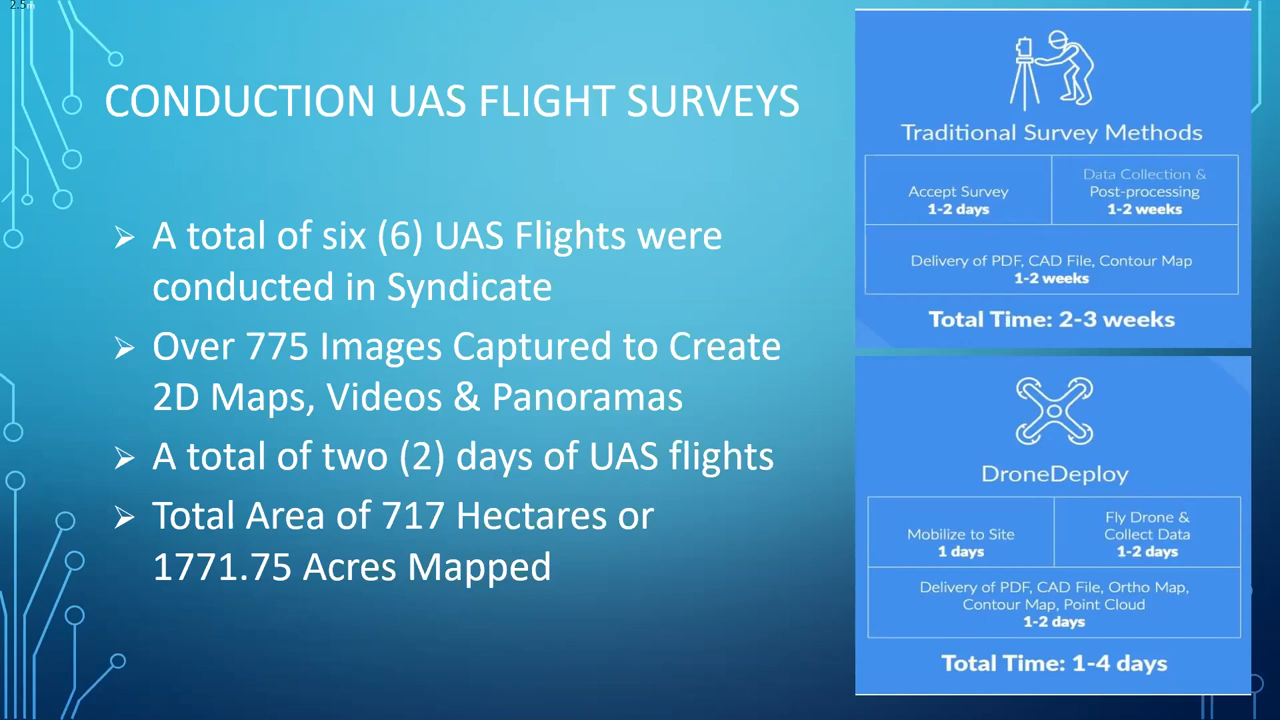 2.5m
CONDUCTION UAS FLIGHT SURVEYS
A total of six (6) UAS Flights were
conducted in Syndicate
Over 775 Images Captured to Create
2D Maps, Videos & Panoramas
A total of two (2) days of UAS flights
Total Area of 717 Hectares or
1771.75 Acres Mapped
Traditional Survey Methods
Accept Survey
1-2 days
Data Collection &
Post-processing
1-2 weeks
Delivery of PDF, CAD File, Contour Map
1-2 weeks
Total Time: 2-3 weeks
DroneDeploy
Mobilize to Site
1 days
Fly Drone &
Collect Data
1-2 days
Delivery of PDF, CAD File, Ortho Map,
Contour Map, Point Cloud
1-2 days
Total Time: 1-4 days